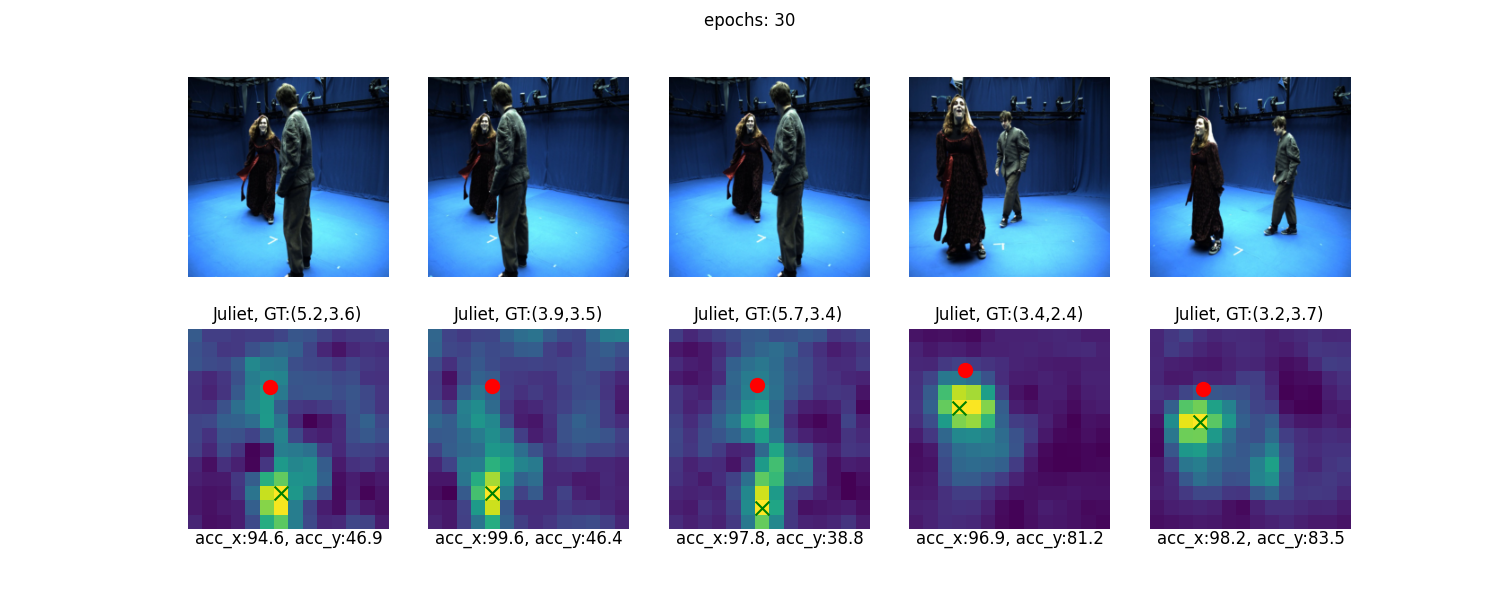 epochs: 30
Juliet, GT:(5.2,3.6)
Juliet, GT:(3.9,3.5)
Juliet, GT:(5.7,3.4)
Juliet, GT:(3.4,2.4)
Juliet, GT:(3.2,3.7)
acc_x:94.6, acc_y:46.9
acc_x:99.6, acc_y:46.4
acc_x:97.8, acc_y:38.8
acc_x:96.9, acc_y:81.2
acc_x:98.2, acc_y:83.5